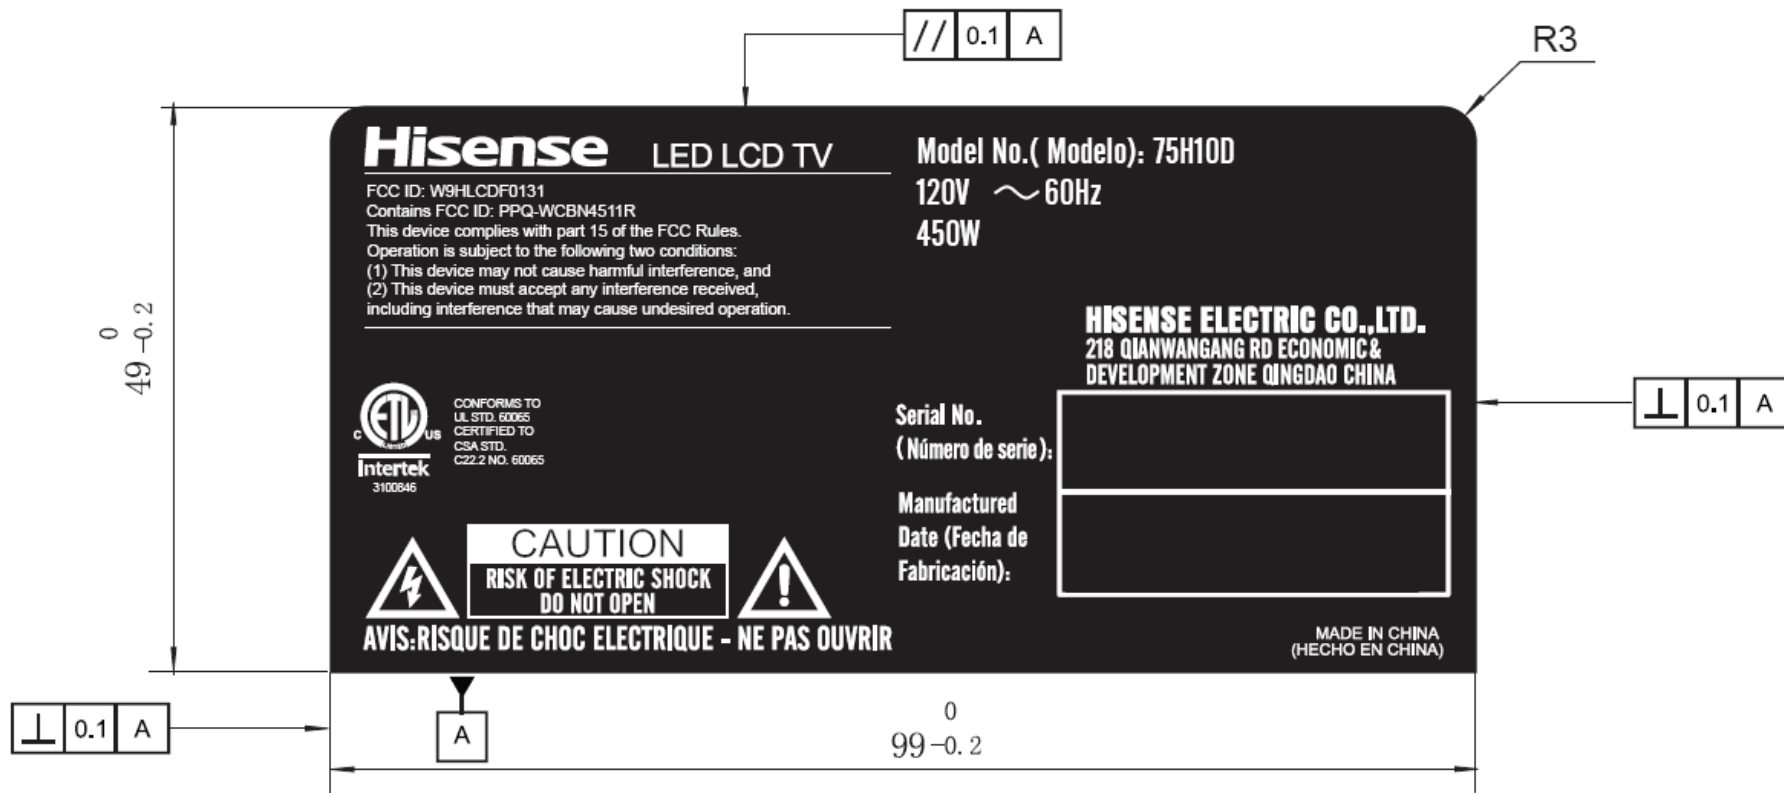 // 0.1 A
R3
Hisense LED LCD TV
FCC ID: W9HLCDF0131
Contains FCC ID: PPQ-WCBN4511R
This device complies with part 15 of the FCC Rules.
Operation is subject to the following two conditions:
(1) This device may not cause harmful interference, and
(2) This device must accept any interference received,
including interference that may cause undesired operation.
Model No.( Modelo): 75H10D
120V ～ 60Hz
450W
HISENSE ELECTRIC CO.,LTD.
218 QIANWANGANG RD ECONOMIC&
DEVELOPMENT ZONE QINGDAO CHINA
0
49-0.2
C ETL US
LISTED
Intertek
3100846
CONFORMS TO
UL STD. 60065
CERTIFIED TO
CSA STD.
C22.2 NO. 60065
Serial No.
(Número de serie):
Manufactured
Date (Fecha de
Fabricación):
⊥ 0.1 A
CAUTION
RISK OF ELECTRIC SHOCK
DO NOT OPEN
AVIS:RISQUE DE CHOC ELECTRIQUE - NE PAS OUVRIR
MADE IN CHINA
(HECHO EN CHINA)
⊥ 0.1 A
A
0
99-0.2